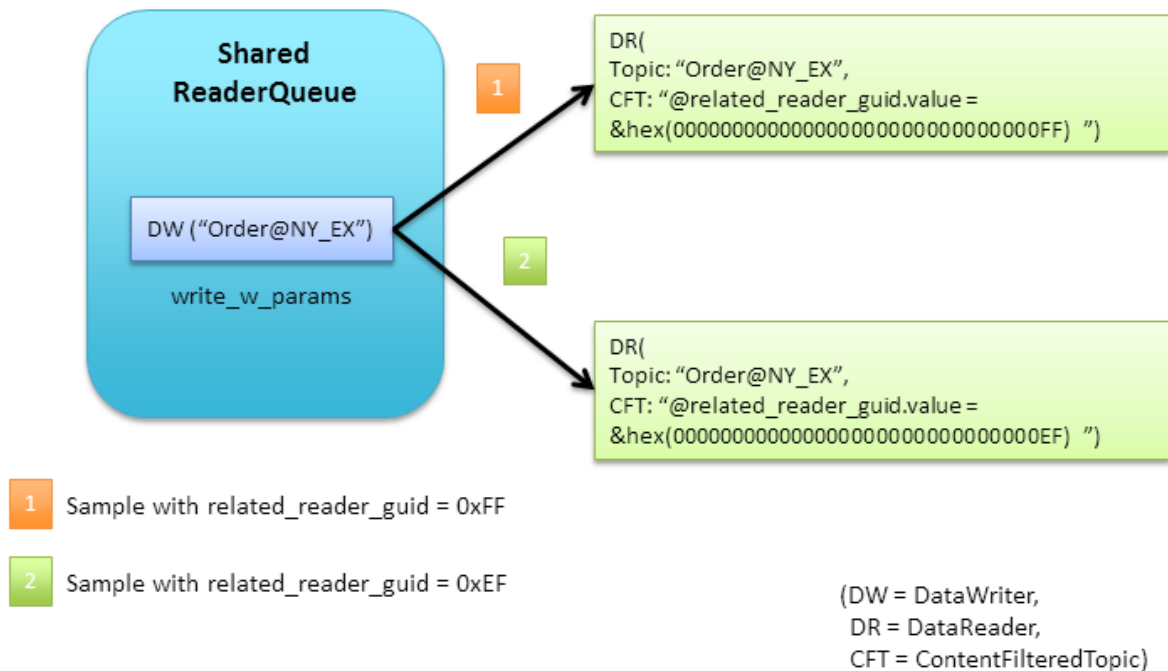 Shared
ReaderQueue
DW (“Order@NY_EX”)
write_w_params
1
2
DR(
Topic: “Order@NY_EX”,
CFT: “@related_reader_guid.value =
&hex(000000000000000000000000000000FF)  ”)
DR(
Topic: “Order@NY_EX”,
CFT: “@related_reader_guid.value =
&hex(000000000000000000000000000000EF)  ”)
1 Sample with related_reader_guid = 0xFF
2 Sample with related_reader_guid = 0xEF
(DW = DataWriter,
DR = DataReader,
CFT = ContentFilteredTopic)